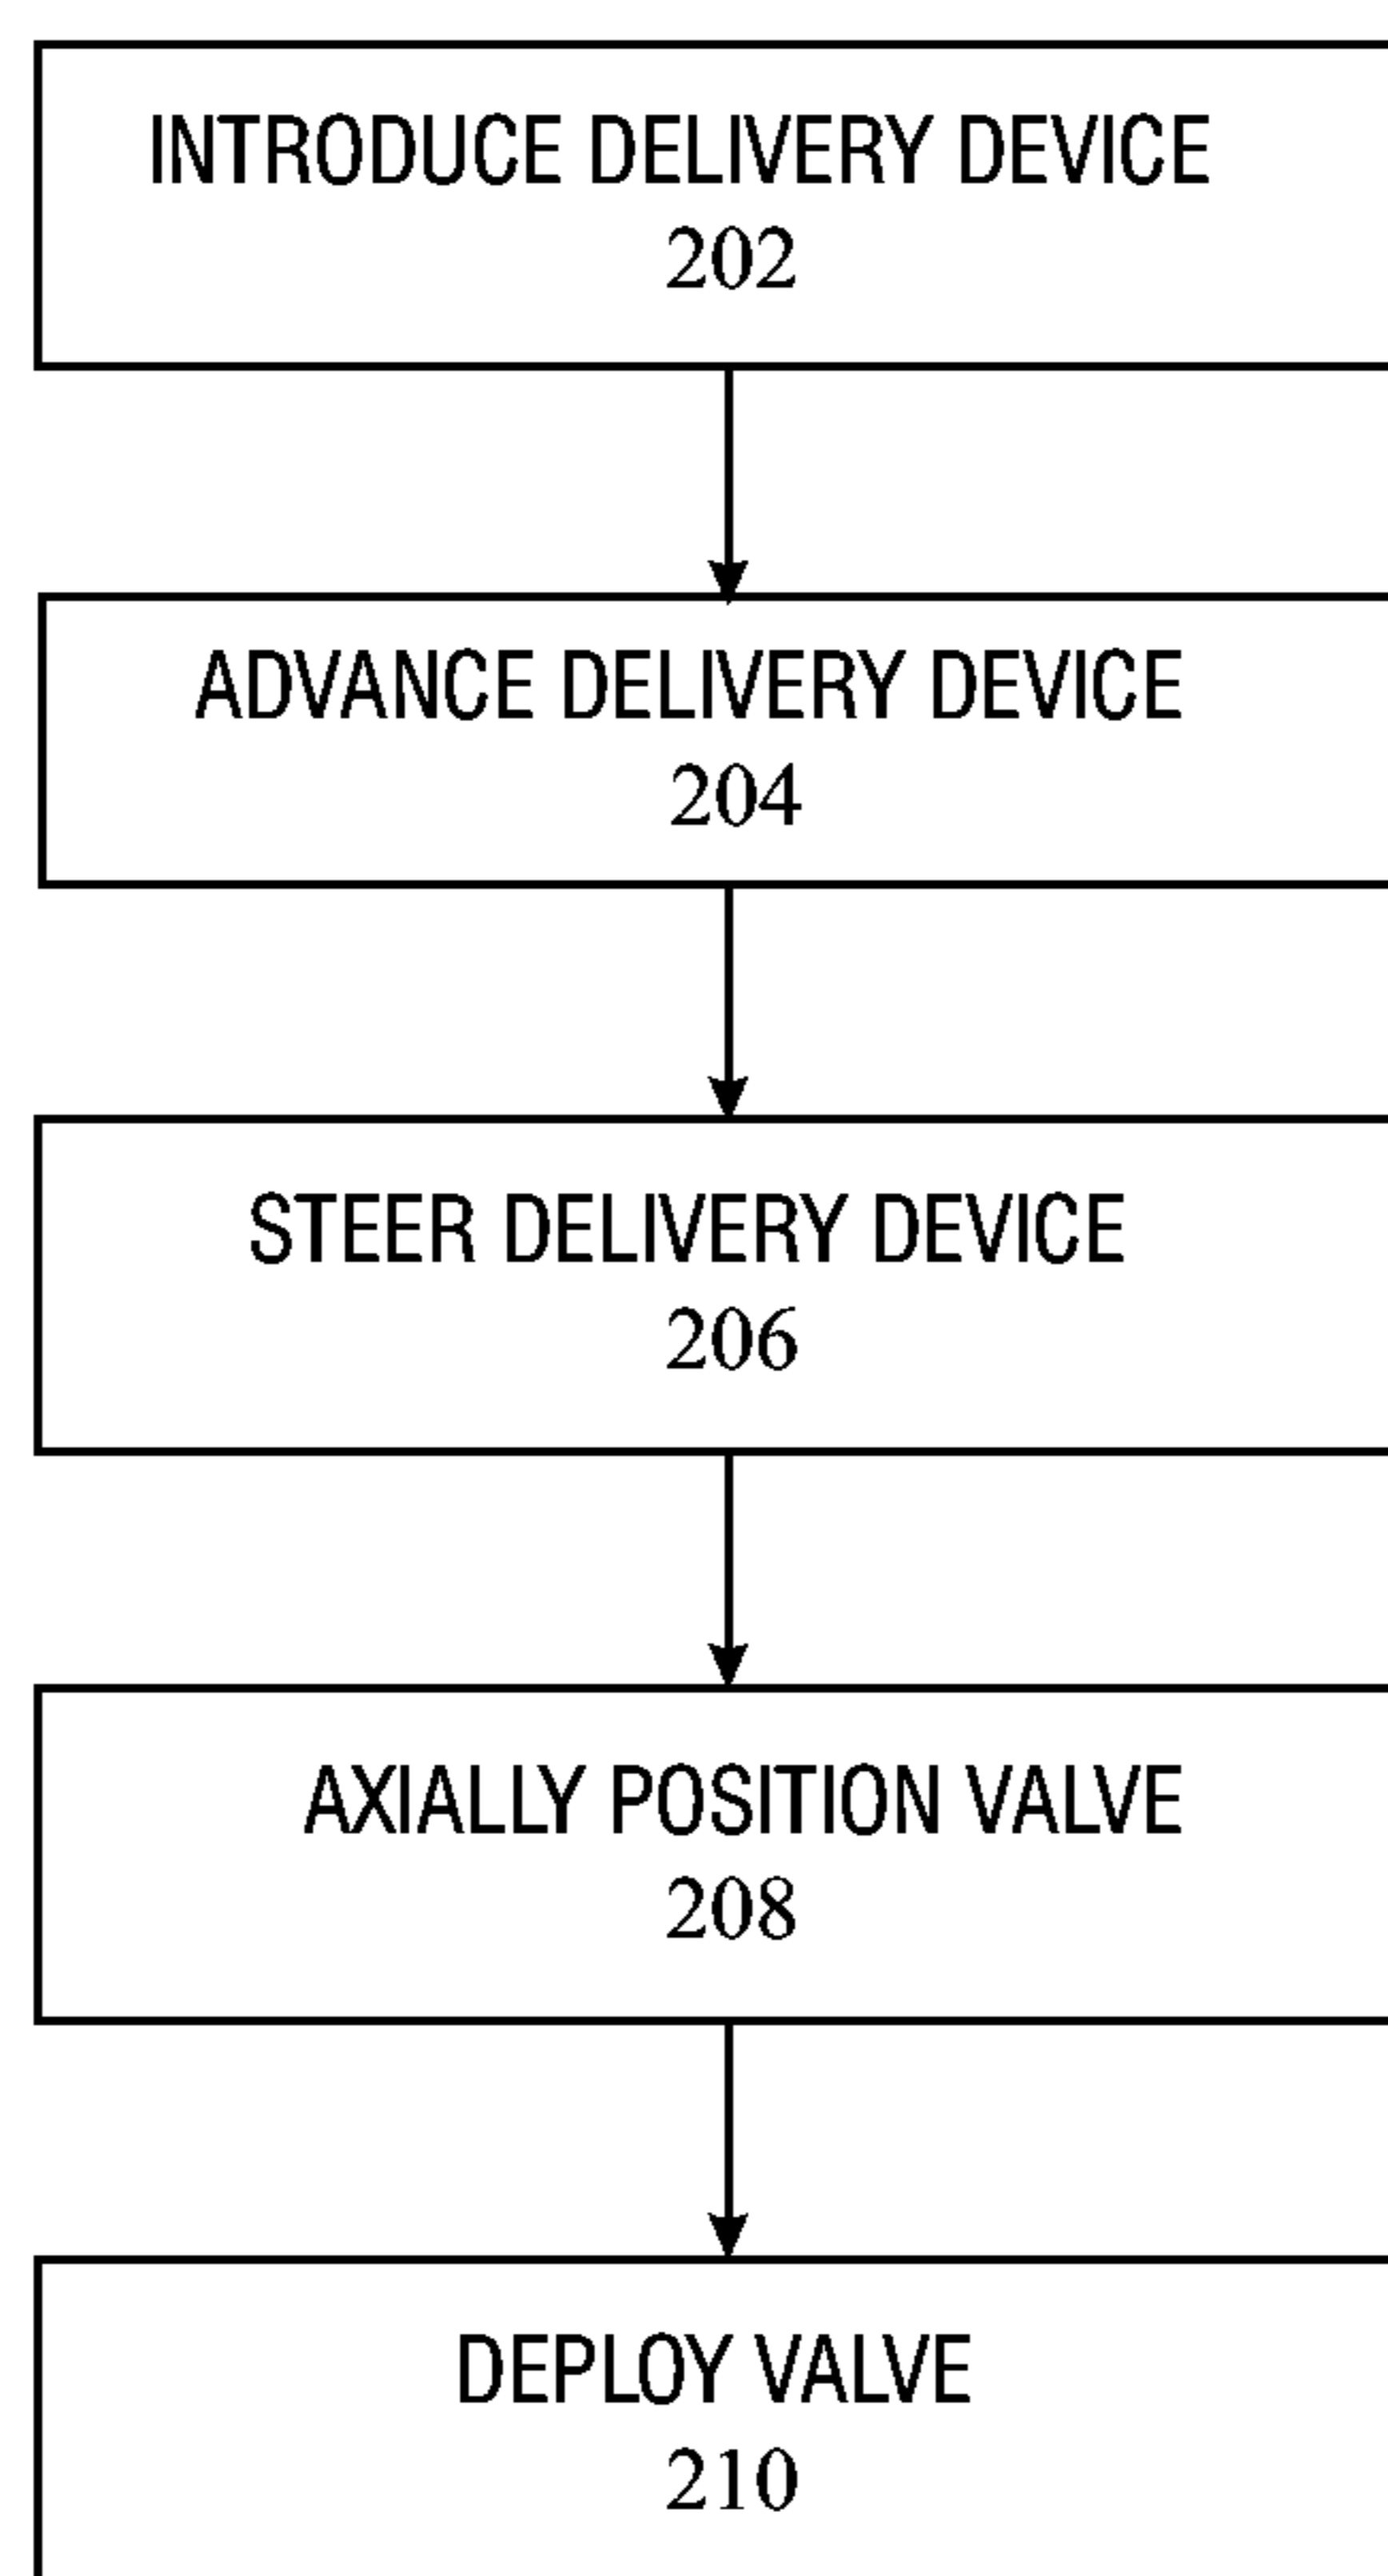 INTRODUCE DELIVERY DEVICE
202
ADVANCE DELIVERY DEVICE
204
STEER DELIVERY DEVICE
206
AXIALLY POSITION VALVE
208
DEPLOY VALVE
210